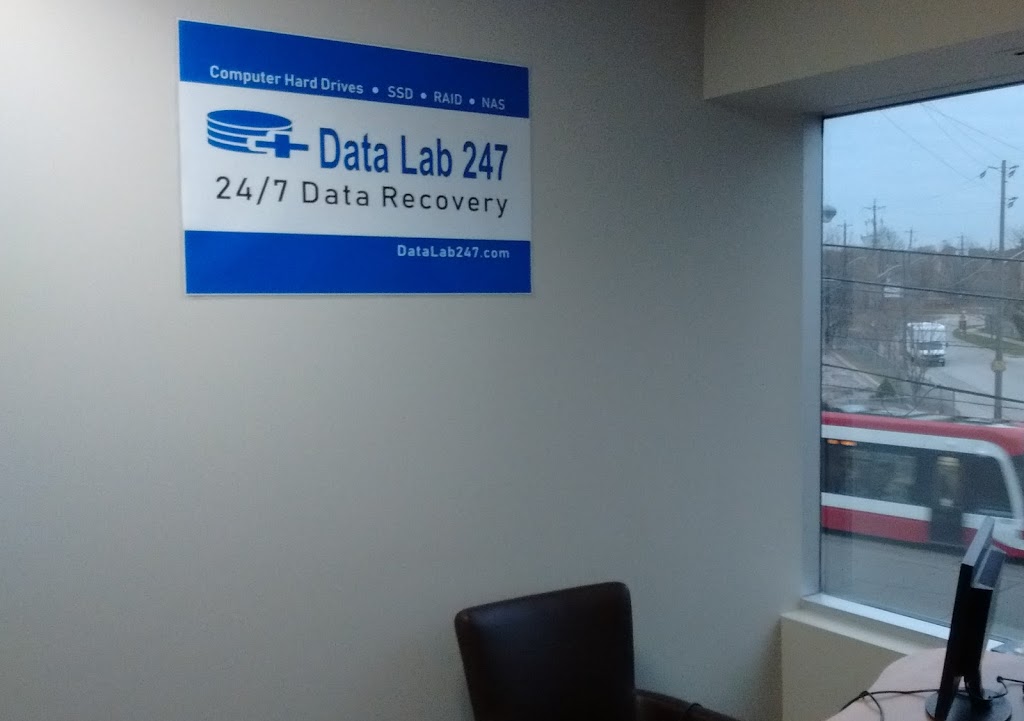 Computer Hard Drives • SSD • RAID • NAS
Data Lab 247
24/7 Data Recovery
DataLab247.com